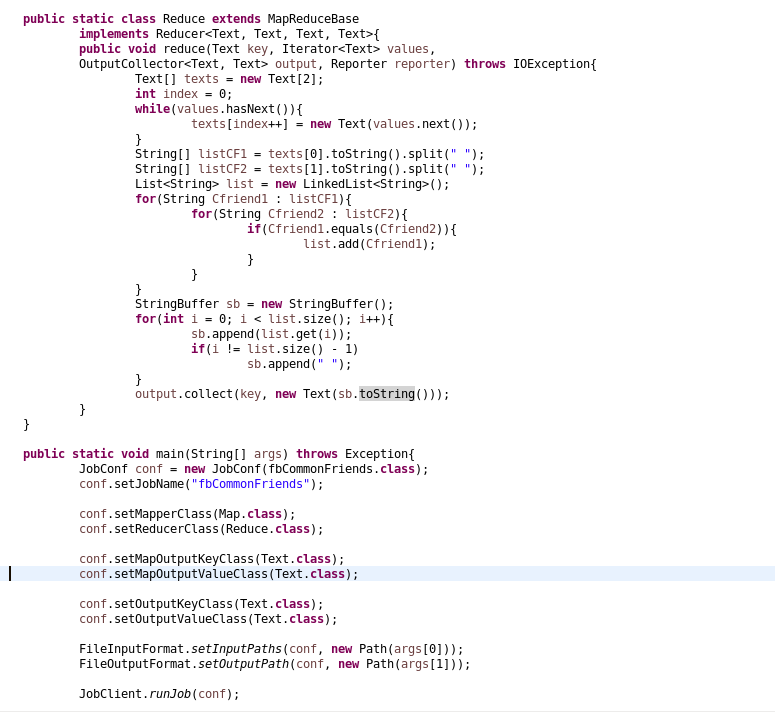 public static class Reduce extends MapReduceBase
implements Reducer<Text, Text, Text, Text>{
public void reduce(Text key, Iterator<Text> values,
OutputCollector<Text, Text> output, Reporter reporter) throws IOException{
Text[] texts = new Text[2];
int index = 0;
while(values.hasNext()){
texts[index++] = new Text(values.next());
}
String[] listCF1 = texts[0].toString().split(" ");
String[] listCF2 = texts[1].toString().split(" ");
List<String> list = new LinkedList<String>();
for(String Cfriend1 : listCF1){
for(String Cfriend2 : listCF2){
if(Cfriend1.equals(Cfriend2)){
list.add(Cfriend1);
}
}
}
StringBuffer sb = new StringBuffer();
for(int i = 0; i < list.size(); i++){
sb.append(list.get(i));
if(i != list.size() - 1)
sb.append(" ");
}
output.collect(key, new Text(sb.toString()));
}
}
public static void main(String[] args) throws Exception{
JobConf conf = new JobConf(fbCommonFriends.class);
conf.setJobName("fbCommonFriends");
conf.setMapperClass(Map.class);
conf.setReducerClass(Reduce.class);
conf.setMapOutputKeyClass(Text.class);
conf.setMapOutputValueClass(Text.class);
conf.setOutputKeyClass(Text.class);
conf.setOutputValueClass(Text.class);
FileInputFormat.setInputPaths(conf, new Path(args[0]));
FileOutputFormat.setOutputPath(conf, new Path(args[1]));
JobClient.runJob(conf);